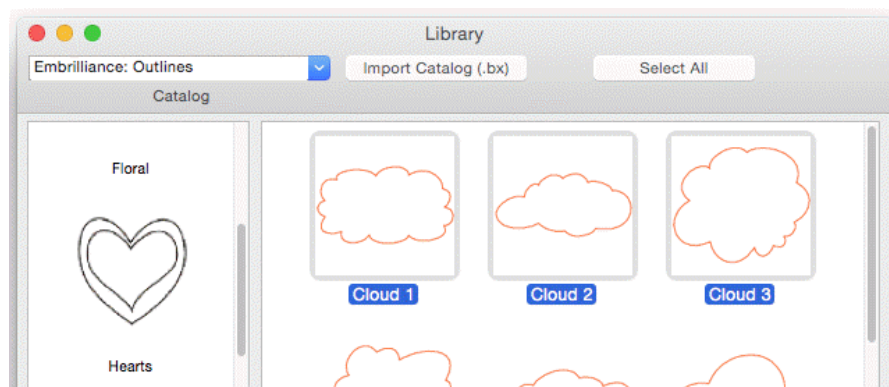 Library
Embrilliance: Outlines
Import Catalog (.bx)
Select All
Catalog
Floral
Hearts
Cloud 1
Cloud 2
Cloud 3